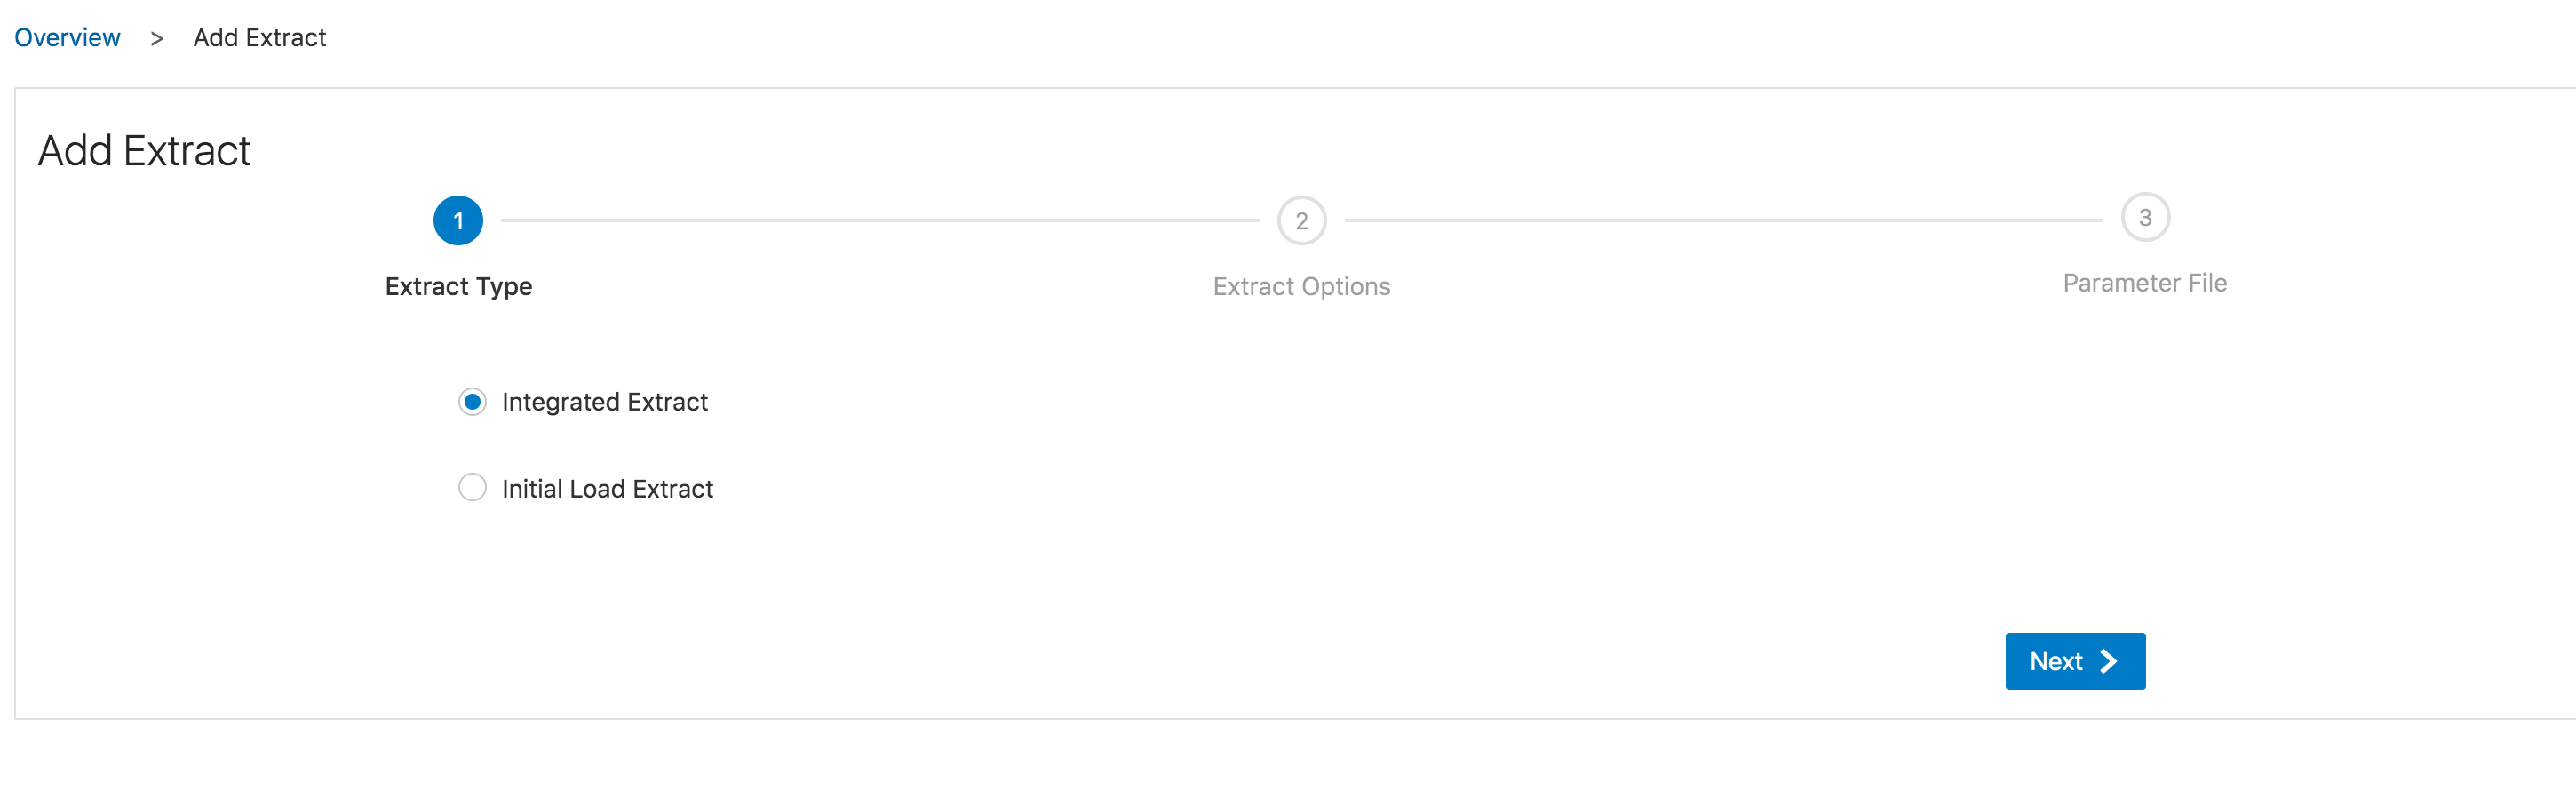 Overview > Add Extract
Add Extract
1
2
3
Extract Type
Extract Options
Parameter File
Integrated Extract
Initial Load Extract
Next